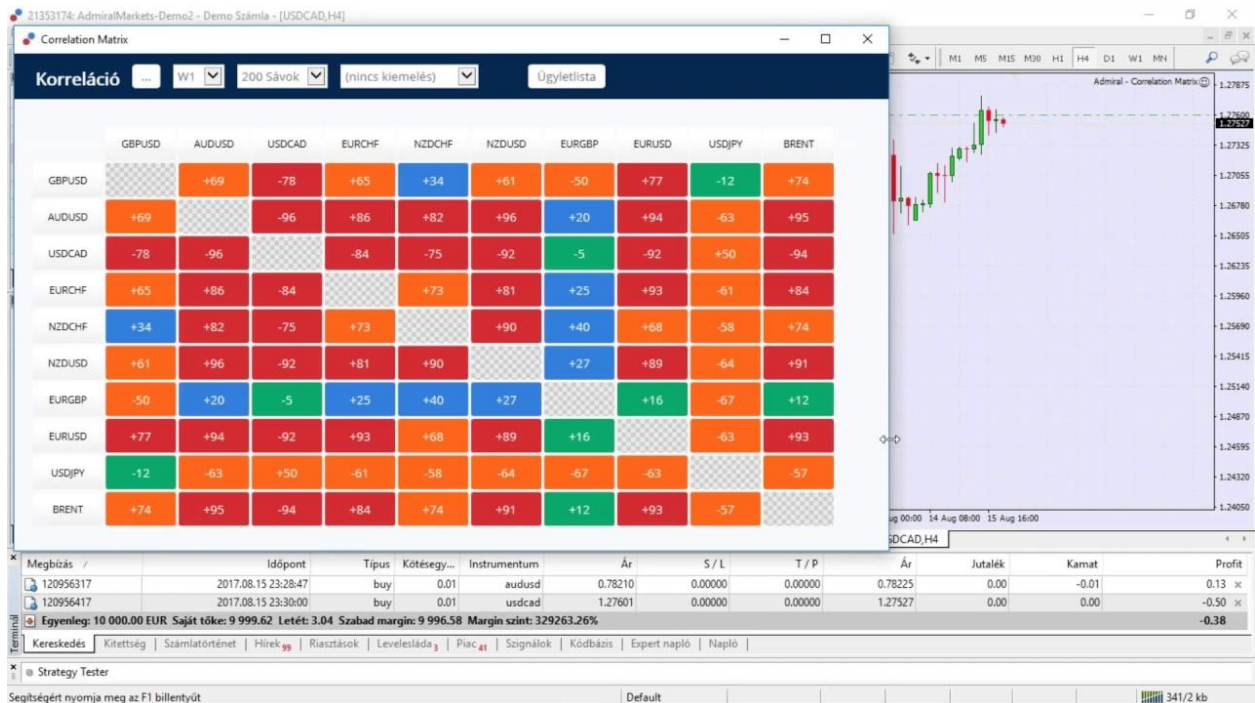 21353174: AdmiralMarkets-Demo2 - Demo Számla - [USDCAD,H4]
Correlation Matrix
Korreláció ... W1 200 Sávok (nincs kiemelés) Ügyletlista
M1 M5 M15 M30 H1 H4 D1 W1 MN
Admiral - Correlation Matrix
GBPUSD AUDUSD USDCAD EURCHF NZDCHF NZDUSD EURGBP EURUSD USDJPY BRENT
GBPUSD +69 -78 +65 +34 +61 -50 +77 -12 +74
AUDUSD +69 -96 +86 +82 +96 +20 +94 -63 +95
USDCAD -78 -96 -84 -75 -92 -5 -92 +50 -94
EURCHF +65 +86 -84 +73 +81 +25 +93 -61 +84
NZDCHF +34 +82 -75 +73 +90 +40 +68 -58 +74
NZDUSD +61 +96 -92 +81 +90 +27 +89 -64 +91
EURGBP -50 +20 -5 +25 +40 +27 +16 -67 +12
EURUSD +77 +94 -92 +93 +68 +89 +16 -63 +93
USDJPY -12 -63 +50 -61 -58 -64 -67 -63 -57
BRENT +74 +95 -94 +84 +74 +91 +12 +93 -57
1.27875
1.27600
1.27527
1.27325
1.27055
1.26780
1.26505
1.26235
1.25960
1.25690
1.25415
1.25140
1.24870
1.24595
1.24320
1.24050
00:00 14 Aug 08:00 15 Aug 16:00
SDCAD,H4
Megbízás / Időpont Típus Kötésegy... Instrumentum Ár S / L T / P Ár Jutalék Kamat Profit
120956317 2017.08.15 23:28:47 buy 0.01 audusd 0.78210 0.00000 0.00000 0.78225 0.00 -0.01 0.13
120956417 2017.08.15 23:30:00 buy 0.01 usdcad 1.27601 0.00000 0.00000 1.27527 0.00 0.00 -0.50
Egyenleg: 10 000.00 EUR Saját tőke: 9 999.62 Letét: 3.04 Szabad margin: 9 996.58 Margin szint: 329263.26% -0.38
Terminál
Kereskedés Kitettség Számlatörténet Hírek 99 Riasztások Levelesláda 3 Piac 41 Szignálok Kódbázis Expert napló Napló
Strategy Tester
Segítségért nyomja meg az F1 billentyűt Default 341/2 kb